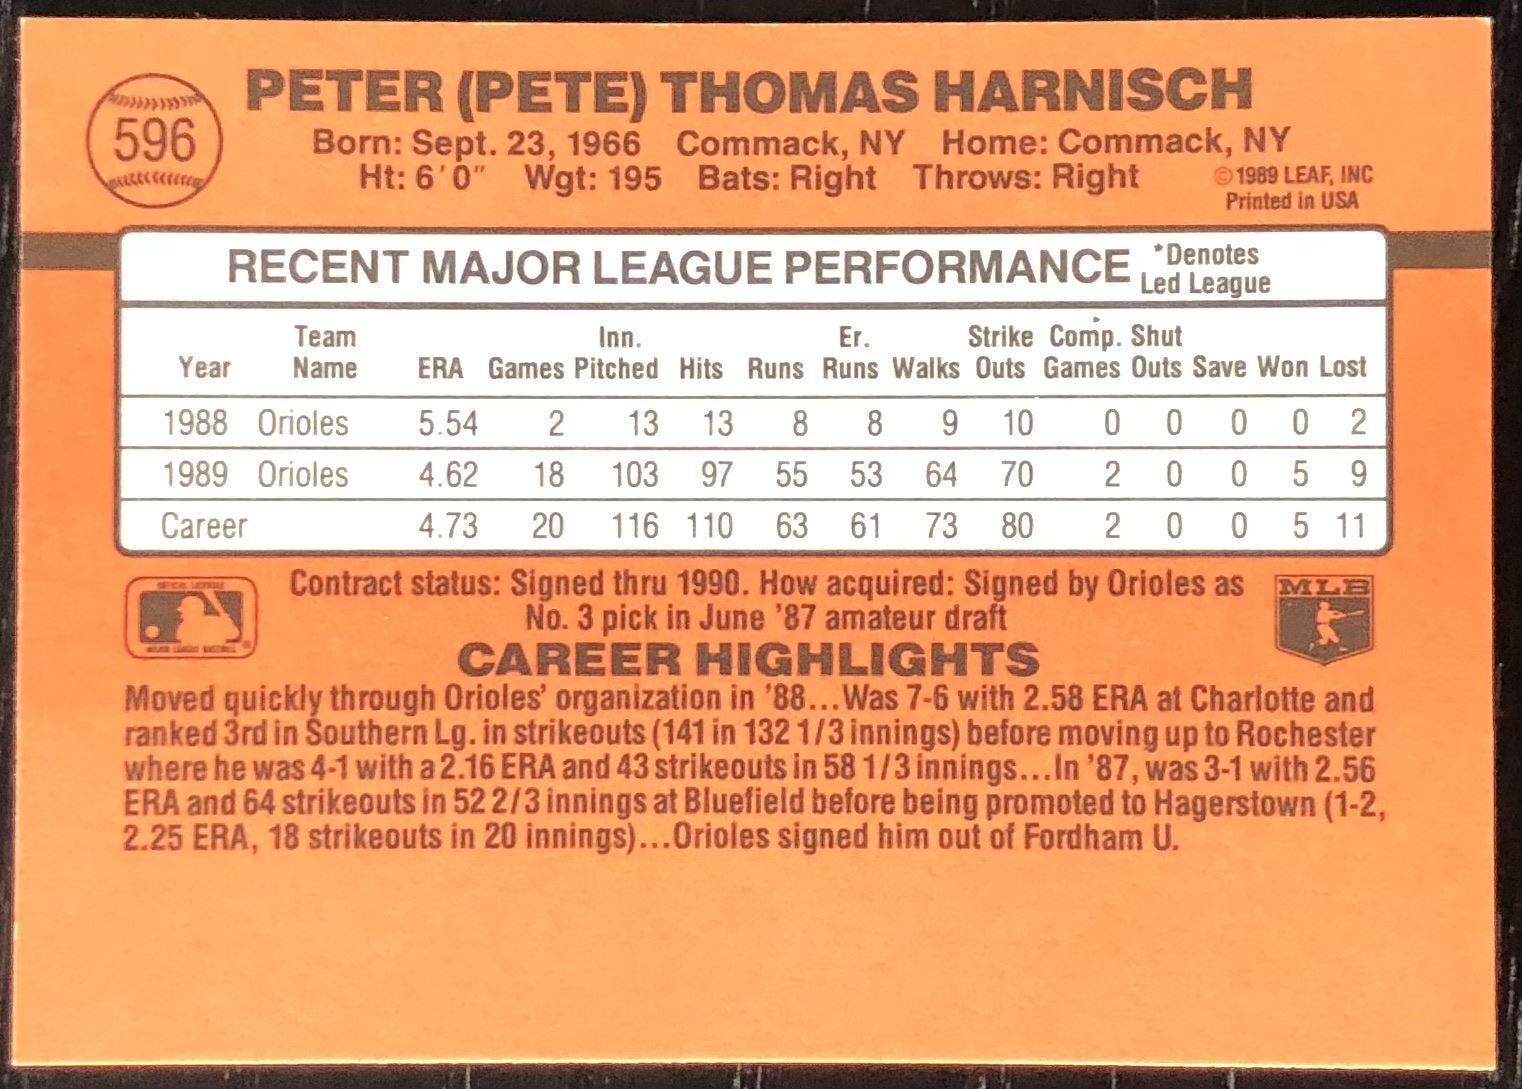 596
PETER (PETE) THOMAS HARNISCH
Born: Sept. 23, 1966 Commack, NY Home: Commack, NY
Ht: 6'0" Wgt: 195 Bats: Right Throws: Right
©1989 LEAF, INC
Printed in USA
RECENT MAJOR LEAGUE PERFORMANCE
*Denotes
Led League
Team Inn. Er. Strike Comp. Shut
Year Name ERA Games Pitched Hits Runs Runs Walks Outs Games Outs Save Won Lost
1988 Orioles 5.54 2 13 13 8 8 9 10 0 0 0 0 2
1989 Orioles 4.62 18 103 97 55 53 64 70 2 0 0 5 9
Career 4.73 20 116 110 63 61 73 80 2 0 0 5 11
MLB
Contract status: Signed thru 1990. How acquired: Signed by Orioles as
No. 3 pick in June '87 amateur draft
CAREER HIGHLIGHTS
Moved quickly through Orioles' organization in '88...Was 7-6 with 2.58 ERA at Charlotte and
ranked 3rd in Southern Lg. in strikeouts (141 in 132 1/3 innings) before moving up to Rochester
where he was 4-1 with a 2.16 ERA and 43 strikeouts in 58 1/3 innings...In '87, was 3-1 with 2.56
ERA and 64 strikeouts in 52 2/3 innings at Bluefield before being promoted to Hagerstown (1-2,
2.25 ERA, 18 strikeouts in 20 innings)...Orioles signed him out of Fordham U.